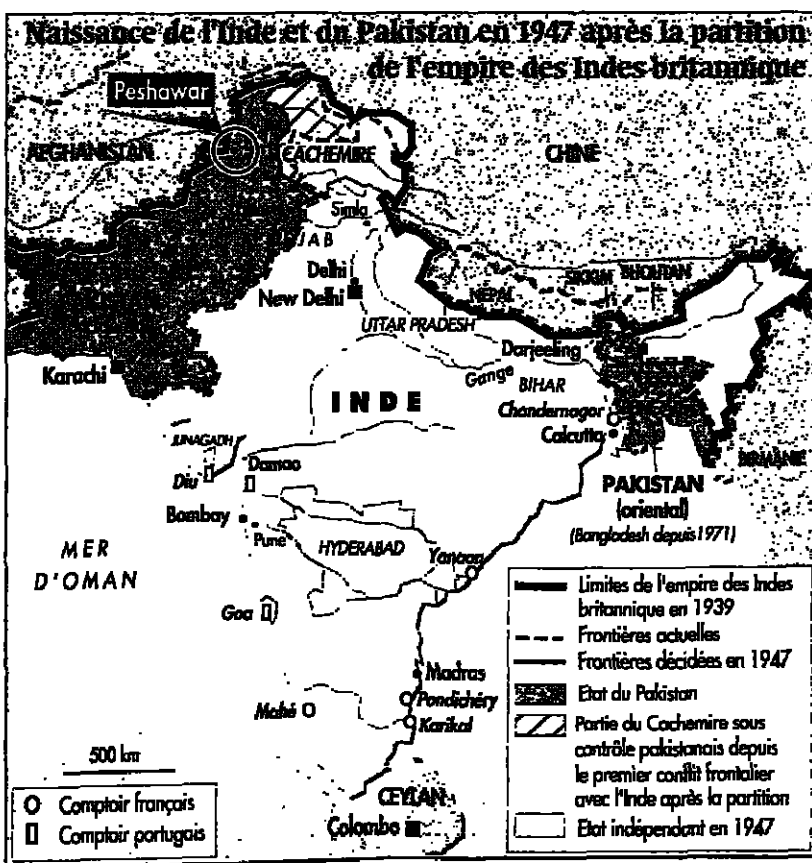 Naissance de l'Inde et du Pakistan en 1947 après la partition
de l'empire des Indes britannique
Peshawar
AFGHANISTAN
CACHEMIRE
CHINE
Simla
JAB
Delhi
New Delhi
NEPAL
SIKKIM
BHOUTAN
UTTAR PRADESH
Darjeeling
Karachi
Gange
BIHAR
INDE
Chandernagor
Calcutta
JUNAGADH
Diu
Damao
BIRMANIE
PAKISTAN
(oriental)
(Bangladesh depuis 1971)
Bombay
Pune
HYDERABAD
Yanaon
MER
D'OMAN
Goa
Madras
Mahé
Pondichéry
Karikal
500 km
CEYLAN
Colombo
Comptoir français
Comptoir portugais
Limites de l'empire des Indes
britannique en 1939
Frontières actuelles
Frontières décidées en 1947
Etat du Pakistan
Partie du Cachemire sous
contrôle pakistanais depuis
le premier conflit frontalier
avec l'Inde après la partition
Etat indépendant en 1947